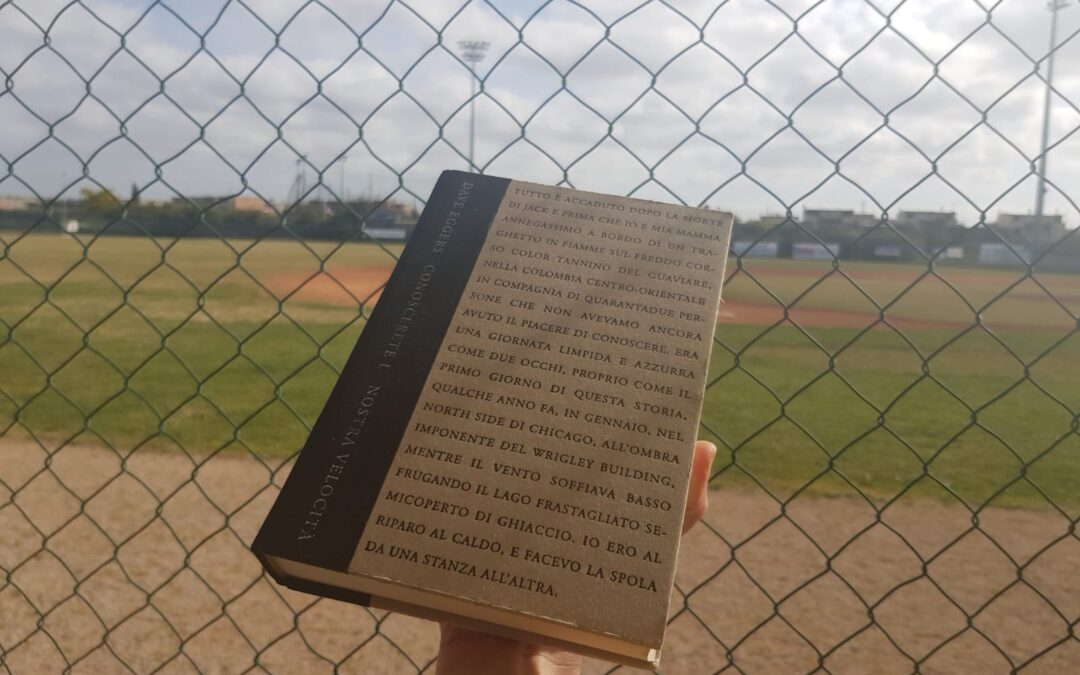 DAVE EGGERS CONOSCERETE L NOSTRA VELOCITÀ
TUTTO È ACCADUTO DOPO LA MORTE
DI JACK E PRIMA CHE IO E MIA MAMMA
ANNEGASSIMO A BORDO DI UN TRA-
GHETTO IN FIAMME SUL FREDDO COR-
SO COLOR TANNINO DEL GUAVIARE,
NELLA COLOMBIA CENTRO-ORIENTALE
IN COMPAGNIA DI QUARANTADUE PER-
SONE CHE NON AVEVAMO ANCORA
AVUTO IL PIACERE DI CONOSCERE. ERA
UNA GIORNATA LIMPIDA E AZZURRA
COME DUE OCCHI, PROPRIO COME IL
PRIMO GIORNO DI QUESTA STORIA,
QUALCHE ANNO FA, IN GENNAIO, NEL
NORTH SIDE DI CHICAGO, ALL'OMBRA
IMPONENTE DEL WRIGLEY BUILDING,
MENTRE IL VENTO SOFFIAVA BASSO
FRUGANDO IL LAGO FRASTAGLIATO SE-
MICOPERTO DI GHIACCIO. IO ERO AL
RIPARO AL CALDO, E FACEVO LA SPOLA
DA UNA STANZA ALL'ALTRA.